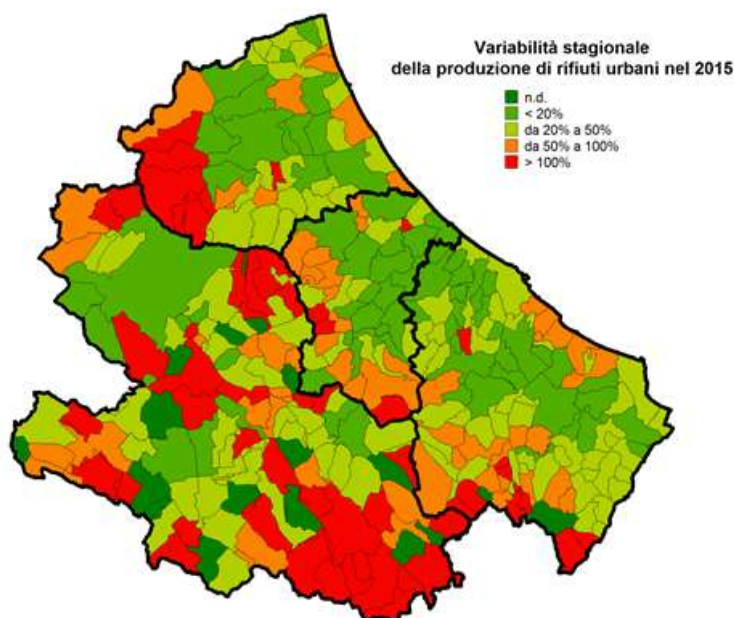 Variabilità stagionale
della produzione di rifiuti urbani nel 2015
n.d.
< 20%
da 20% a 50%
da 50% a 100%
> 100%